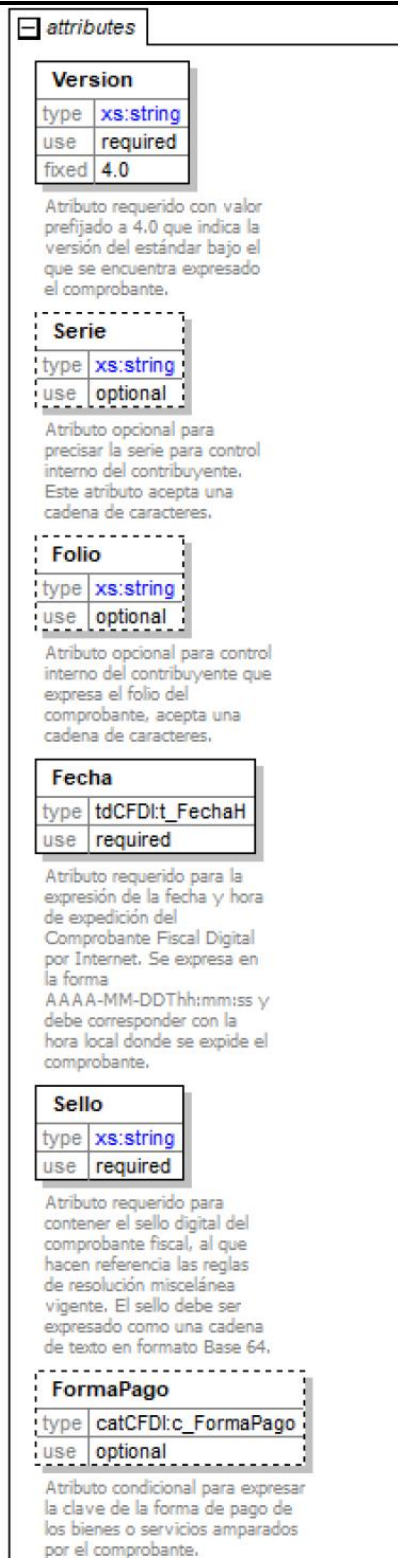 attributes
Version
type xs:string
use required
fixed 4.0
Atributo requerido con valor
prefijado a 4.0 que indica la
versión del estándar bajo el
que se encuentra expresado
el comprobante.
Serie
type xs:string
use optional
Atributo opcional para
precisar la serie para control
interno del contribuyente.
Este atributo acepta una
cadena de caracteres.
Folio
type xs:string
use optional
Atributo opcional para control
interno del contribuyente que
expresa el folio del
comprobante, acepta una
cadena de caracteres.
Fecha
type tdCFDI:t_FechaH
use required
Atributo requerido para la
expresión de la fecha y hora
de expedición del
Comprobante Fiscal Digital
por Internet. Se expresa en
la forma
AAAA-MM-DDThh:mm:ss y
debe corresponder con la
hora local donde se expide el
comprobante.
Sello
type xs:string
use required
Atributo requerido para
contener el sello digital del
comprobante fiscal, al que
hacen referencia las reglas
de resolución miscelánea
vigente. El sello debe ser
expresado como una cadena
de texto en formato Base 64.
FormaPago
type catCFDI:c_FormaPago
use optional
Atributo condicional para expresar
la clave de la forma de pago de
los bienes o servicios amparados
por el comprobante.